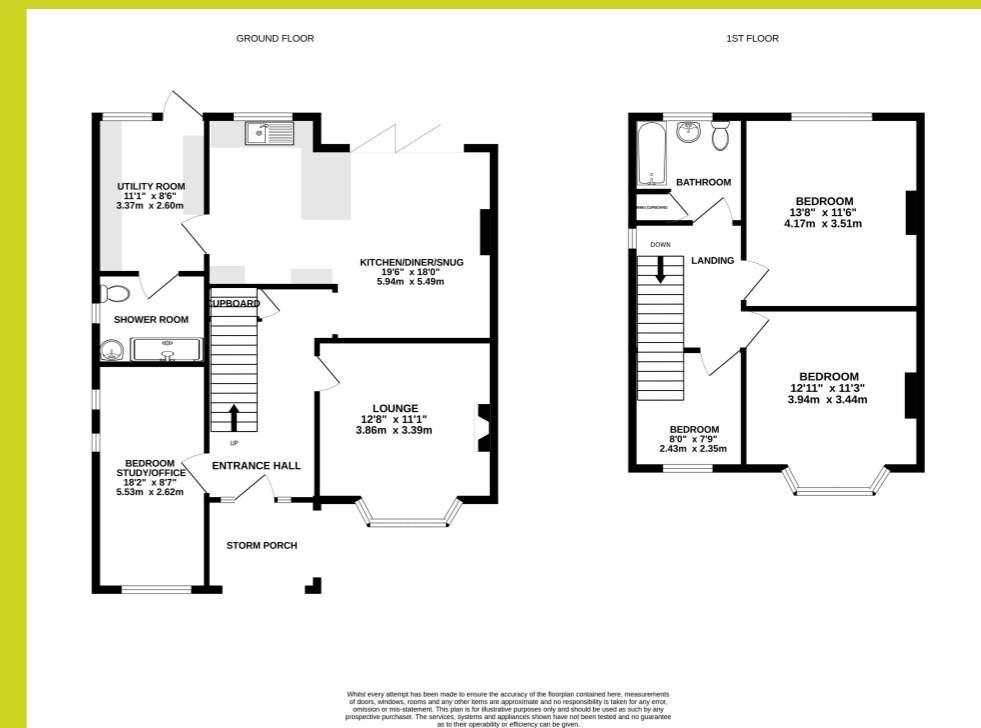 GROUND FLOOR
1ST FLOOR
UTILITY ROOM
11'1" x 8'6"
3.37m x 2.60m
KITCHEN/DINER/SNUG
19'6" x 18'0"
5.94m x 5.49m
CUPBOARD
SHOWER ROOM
LOUNGE
12'8" x 11'1"
3.86m x 3.39m
UP
ENTRANCE HALL
BEDROOM
STUDY/OFFICE
18'2" x 8'7"
5.53m x 2.62m
STORM PORCH
BATHROOM
CUPBOARD
BEDROOM
13'8" x 11'6"
4.17m x 3.51m
DOWN
LANDING
BEDROOM
12'11" x 11'3"
3.94m x 3.44m
BEDROOM
8'0" x 7'9"
2.43m x 2.35m
Whilst every attempt has been made to ensure the accuracy of the floorplan contained here, measurements
of doors, windows, rooms and any other items are approximate and no responsibility is taken for any error,
omission or mis-statement. This plan is for illustrative purposes only and should be used as such by any
prospective purchaser. The services, systems and appliances shown have not been tested and no guarantee
as to their operability or efficiency can be given.